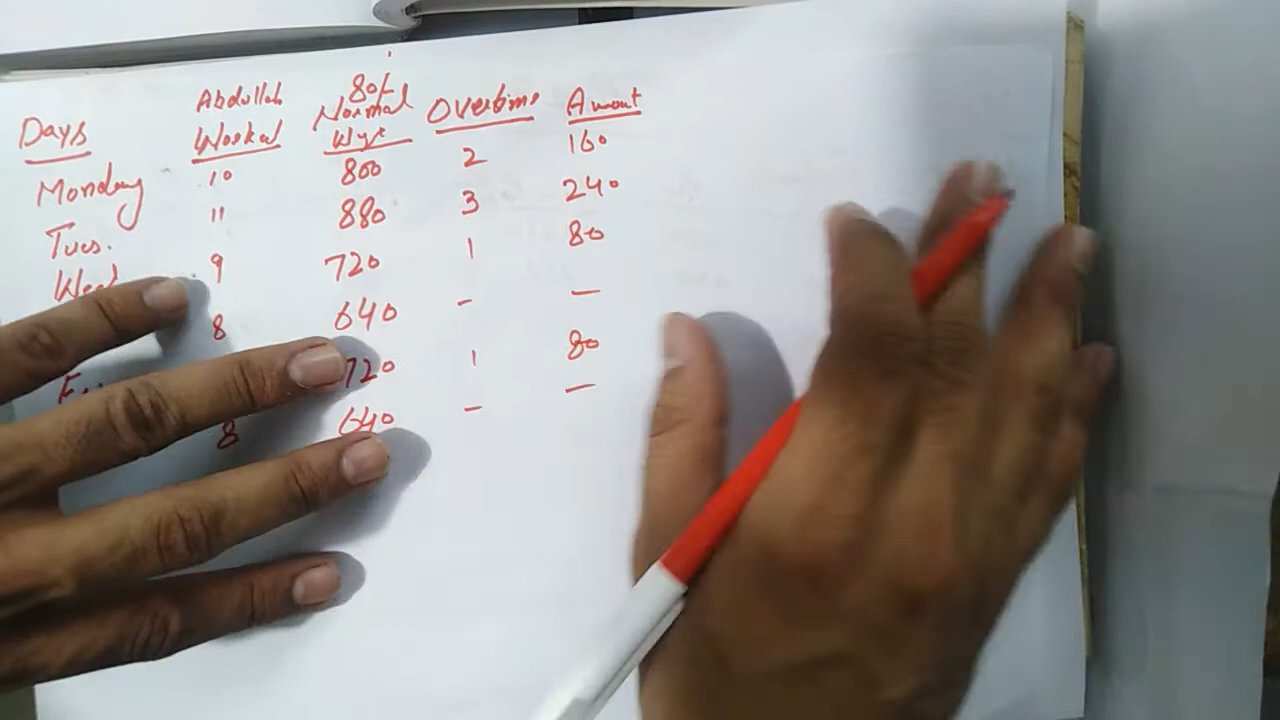 Days Abdullah Worked 80/- Normal Wage Overtime Amount
Monday 10 800 2 160
Tues. 11 880 3 240
9 720 1 80
8 640 - -
720 1 80
8 640 - -